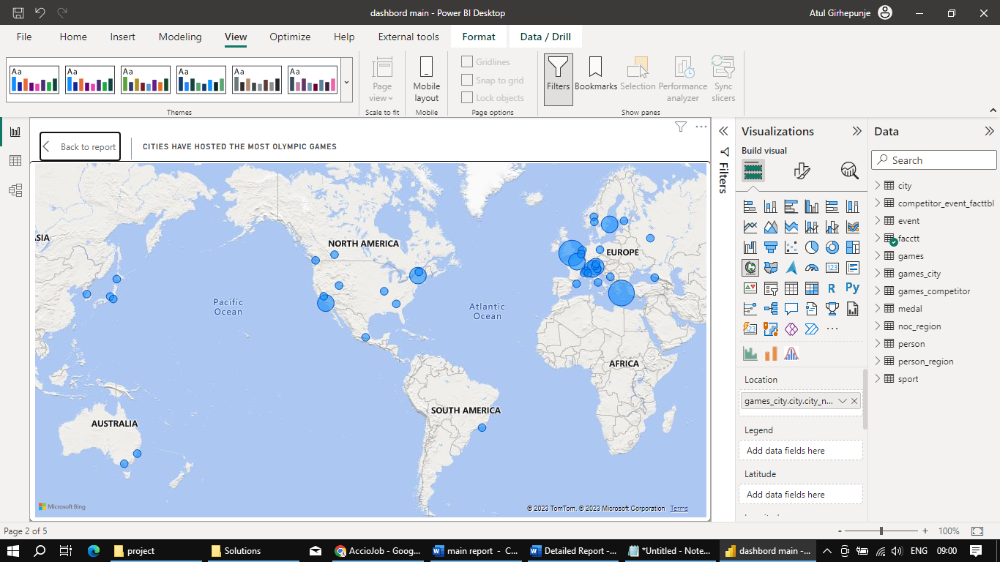 dashbord main - Power BI Desktop
Atul Girhepunje
File Home Insert Modeling View Optimize Help External tools Format Data / Drill
Aa Aa Aa Aa Aa Aa
Page view
Mobile layout
Gridlines
Snap to grid
Lock objects
Filters
Bookmarks
Selection
Performance analyzer
Sync slicers
Themes
Scale to fit
Mobile
Page options
Show panes
Back to report
CITIES HAVE HOSTED THE MOST OLYMPIC GAMES
ASIA
NORTH AMERICA
EUROPE
Pacific
Ocean
Atlantic
Ocean
AFRICA
SOUTH AMERICA
AUSTRALIA
Microsoft Bing
© 2023 TomTom, © 2023 Microsoft Corporation Terms
Filters
Visualizations
Build visual
123
R
Py
123
Location
games_city.city.city_n...
Legend
Add data fields here
Latitude
Add data fields here
Data
Search
city
competitor_event_facttbl
event
facctt
games
games_city
games_competitor
medal
noc_region
person
person_region
sport
Page 2 of 5
- + 100%
project
Solutions
AccioJob - Goog...
main report - C...
Detailed Report -...
*Untitled - Note...
dashbord main -...
ENG
09:00